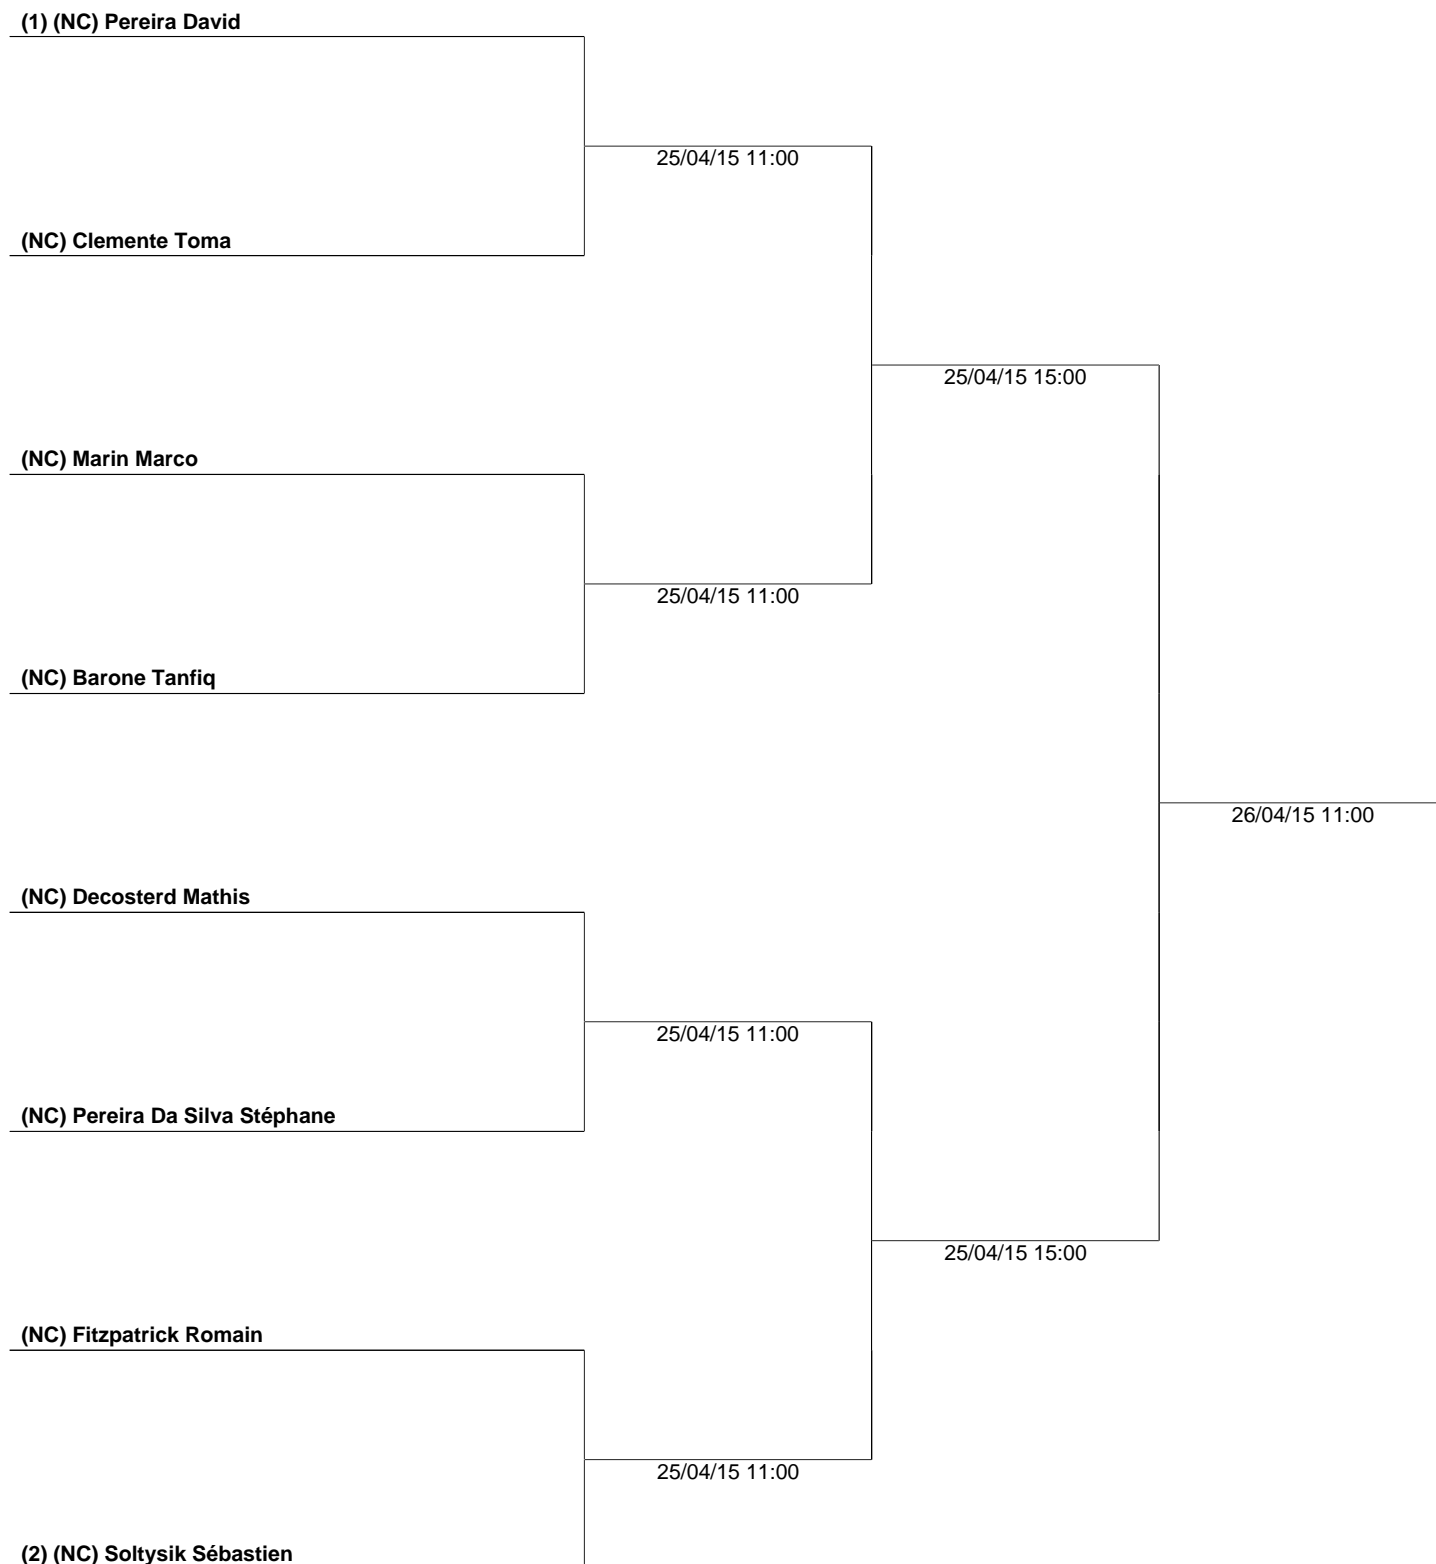 (1) (NC) Pereira David
25/04/15 11:00
(NC) Clemente Toma
25/04/15 15:00
(NC) Marin Marco
25/04/15 11:00
(NC) Barone Tanfiq
26/04/15 11:00
(NC) Decosterd Mathis
25/04/15 11:00
(NC) Pereira Da Silva Stéphane
25/04/15 15:00
(NC) Fitzpatrick Romain
25/04/15 11:00
(2) (NC) Soltysik Sébastien